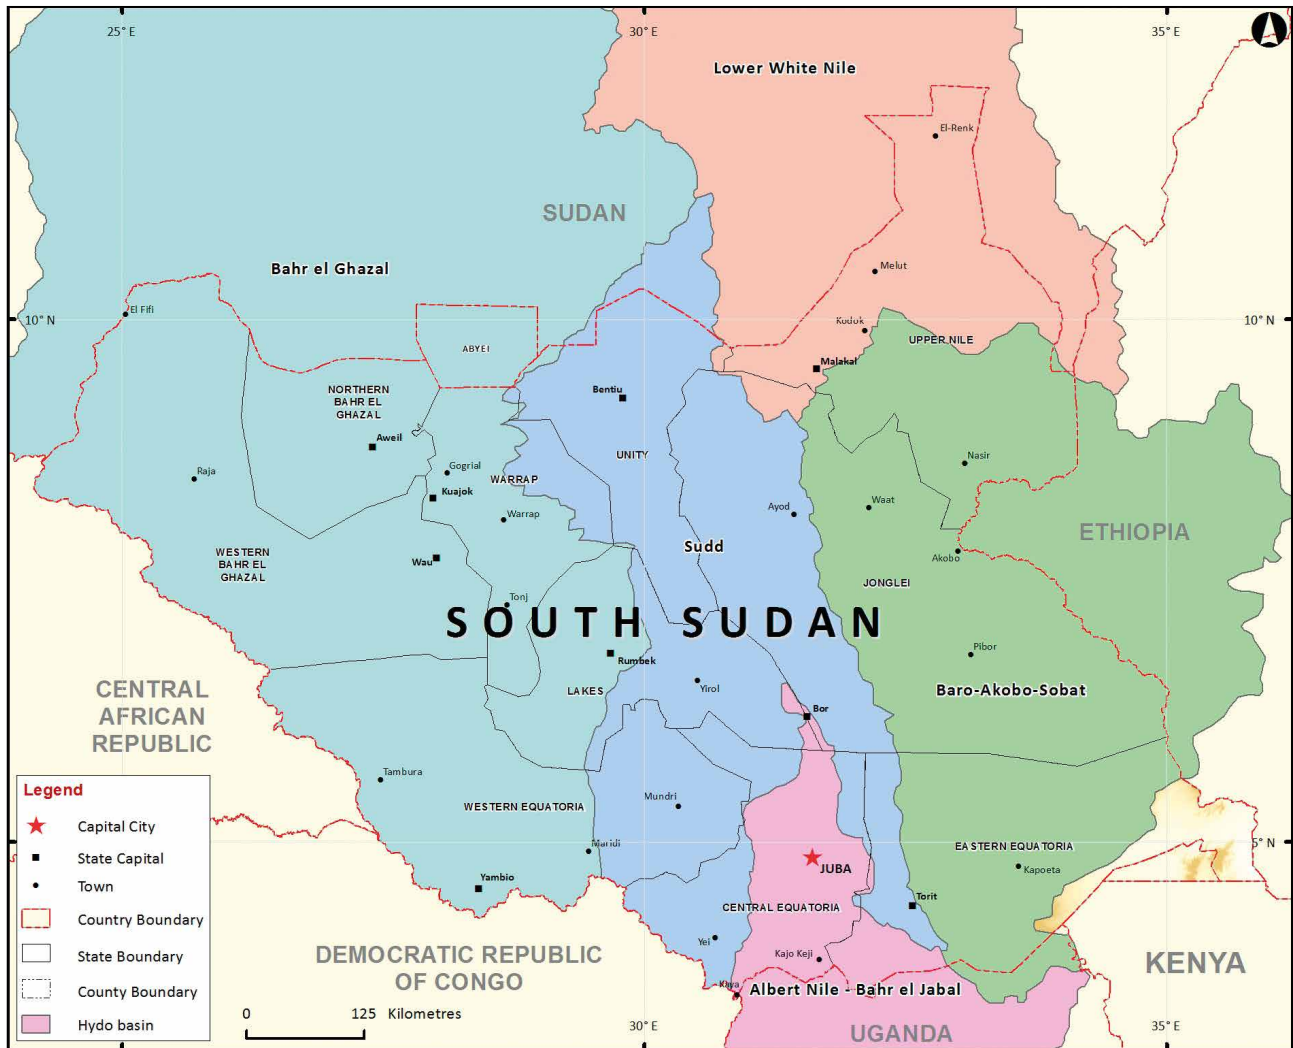 25° E
30° E
35° E
Lower White Nile
El-Renk
SUDAN
Bahr el Ghazal
Melut
El Fifi
10° N
Kodok
10° N
UPPER NILE
ABYEI
Malakal
NORTHERN
BAHR EL
GHAZAL
Bentiu
Aweil
UNITY
Nasir
Raja
Gogrial
WARRAP
Kuajok
Waat
Ayod
Warrap
ETHIOPIA
Sudd
WESTERN
BAHR EL
GHAZAL
Wau
Akobo
JONGLEI
Tonj
SOUTH SUDAN
Pibor
Rumbek
CENTRAL
AFRICAN
REPUBLIC
LAKES
Yirol
Baro-Akobo-Sobat
Bor
Tambura
Mundri
WESTERN EQUATORIA
Maridi
5° N
EASTERN EQUATORIA
JUBA
Kapoeta
Yambio
Torit
CENTRAL EQUATORIA
Yei
Kajo Keji
DEMOCRATIC REPUBLIC
OF CONGO
KENYA
Kaya
Albert Nile - Bahr el Jabal
UGANDA
Legend
Capital City
State Capital
Town
Country Boundary
State Boundary
County Boundary
Hydo basin
0 125 Kilometres
30° E
35° E